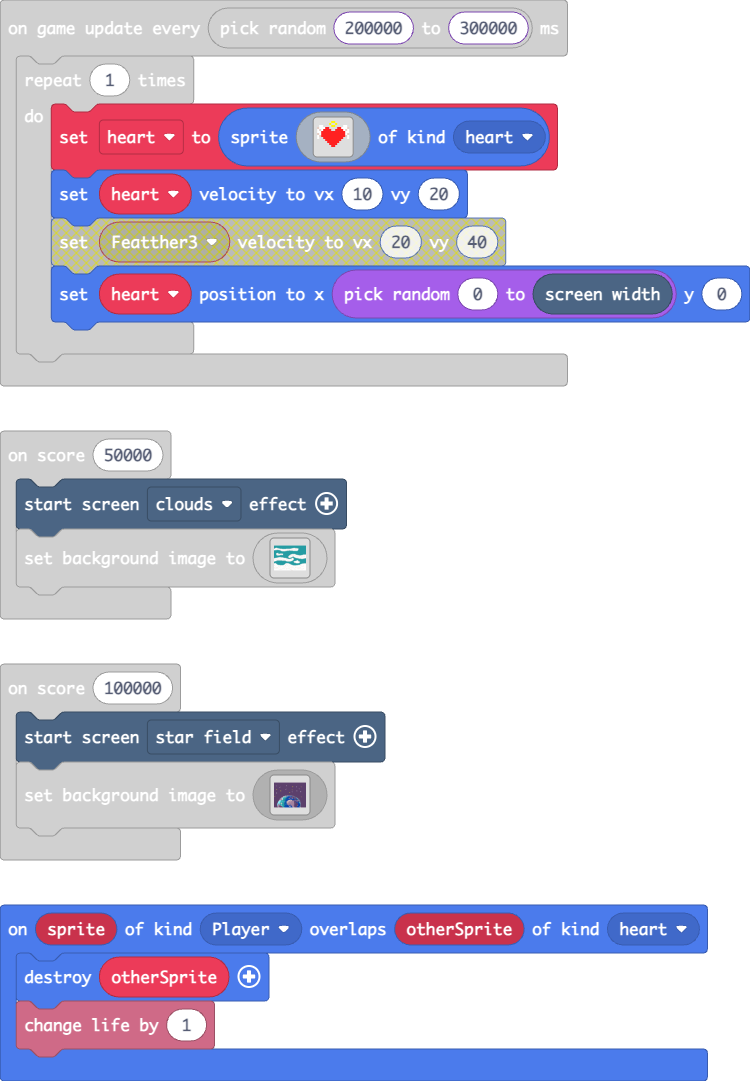 on game update every pick random 200000 to 300000 ms
repeat 1 times
do
set heart to sprite of kind heart
set heart velocity to vx 10 vy 20
set Featther3 velocity to vx 20 vy 40
set heart position to x pick random 0 to screen width y 0
on score 50000
start screen clouds effect
set background image to
on score 100000
start screen star field effect
set background image to
on sprite of kind Player overlaps otherSprite of kind heart
destroy otherSprite
change life by 1